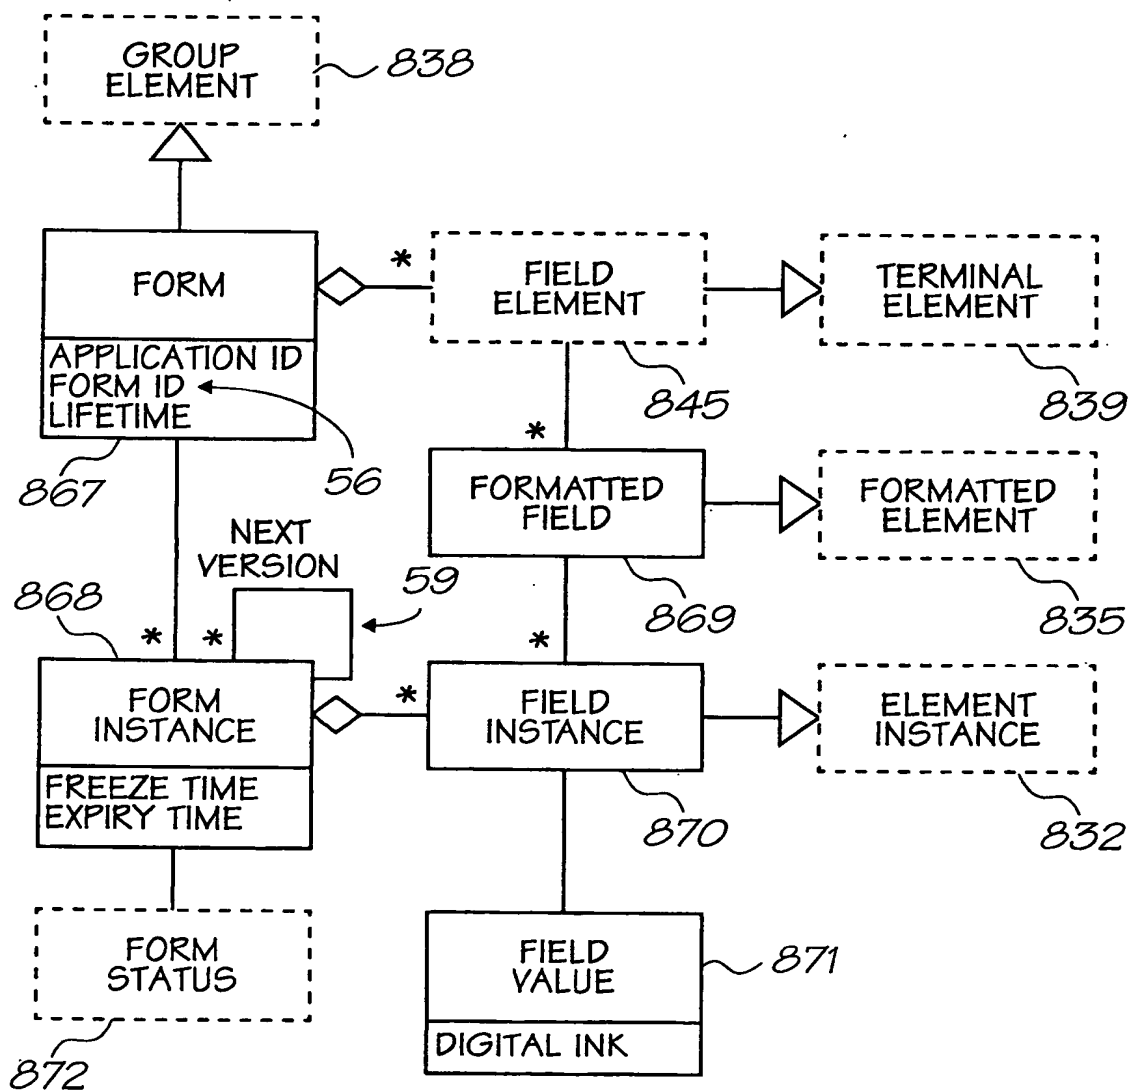 GROUP
ELEMENT
838
FORM
*
FIELD
ELEMENT
TERMINAL
ELEMENT
APPLICATION ID
FORM ID
LIFETIME
845
839
867
56
*
FORMATTED
FIELD
FORMATTED
ELEMENT
NEXT
VERSION
59
868
869
835
*
*
*
FORM
INSTANCE
*
FIELD
INSTANCE
ELEMENT
INSTANCE
FREEZE TIME
EXPIRY TIME
870
832
FORM
STATUS
FIELD
VALUE
871
DIGITAL INK
872